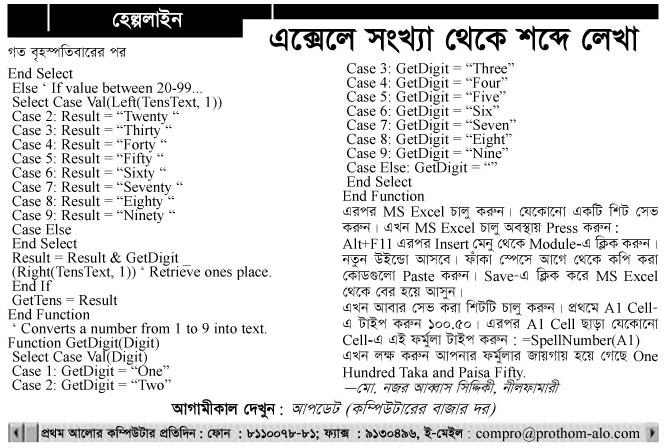 হেল্পলাইন
এক্সেলে সংখ্যা থেকে শব্দে লেখা
গত বৃহস্পতিবারের পর
End Select
Else ‘ If value between 20-99...
Select Case Val(Left(TensText, 1))
Case 2: Result = “Twenty “
Case 3: Result = “Thirty “
Case 4: Result = “Forty “
Case 5: Result = “Fifty “
Case 6: Result = “Sixty “
Case 7: Result = “Seventy “
Case 8: Result = “Eighty “
Case 9: Result = “Ninety “
Case Else
End Select
Result = Result & GetDigit _
(Right(TensText, 1)) ‘ Retrieve ones place.
End If
GetTens = Result
End Function
‘ Converts a number from 1 to 9 into text.
Function GetDigit(Digit)
Select Case Val(Digit)
Case 1: GetDigit = “One”
Case 2: GetDigit = “Two”
Case 3: GetDigit = “Three”
Case 4: GetDigit = “Four”
Case 5: GetDigit = “Five”
Case 6: GetDigit = “Six”
Case 7: GetDigit = “Seven”
Case 8: GetDigit = “Eight”
Case 9: GetDigit = “Nine”
Case Else: GetDigit = “”
End Select
End Function
এরপর MS Excel চালু করুন। যেকোনো একটি শিট সেভ
করুন। এখন MS Excel চালু অবস্থায় Press করুন :
Alt+F11 এরপর Insert মেনু থেকে Module-এ ক্লিক করুন।
নতুন উইন্ডো আসবে। ফাঁকা স্পেসে আগে থেকে কপি করা
কোডগুলো Paste করুন। Save-এ ক্লিক করে MS Excel
থেকে বের হয়ে আসুন।
এখন আবার সেভ করা শিটটি চালু করুন। প্রথমে A1 Cell-
এ টাইপ করুন ১০০.৫০। এরপর A1 Cell ছাড়া যেকোনো
Cell-এ এই ফর্মুলা টাইপ করুন : =SpellNumber(A1)
এখন লক্ষ করুন আপনার ফর্মুলার জায়গায় হয়ে গেছে One
Hundred Taka and Paisa Fifty.
—মো. নজর আব্বাস সিদ্দিকী, নীলফামারী
আগামীকাল দেখুন : আপডেট (কম্পিউটারের বাজার দর)
প্রথম আলোর কম্পিউটার প্রতিদিন : ফোন : ৮১১০০৭৮-৮১; ফ্যাক্স : ৯১৩০৪৯৬, ই-মেইল : compro@prothom-alo.com